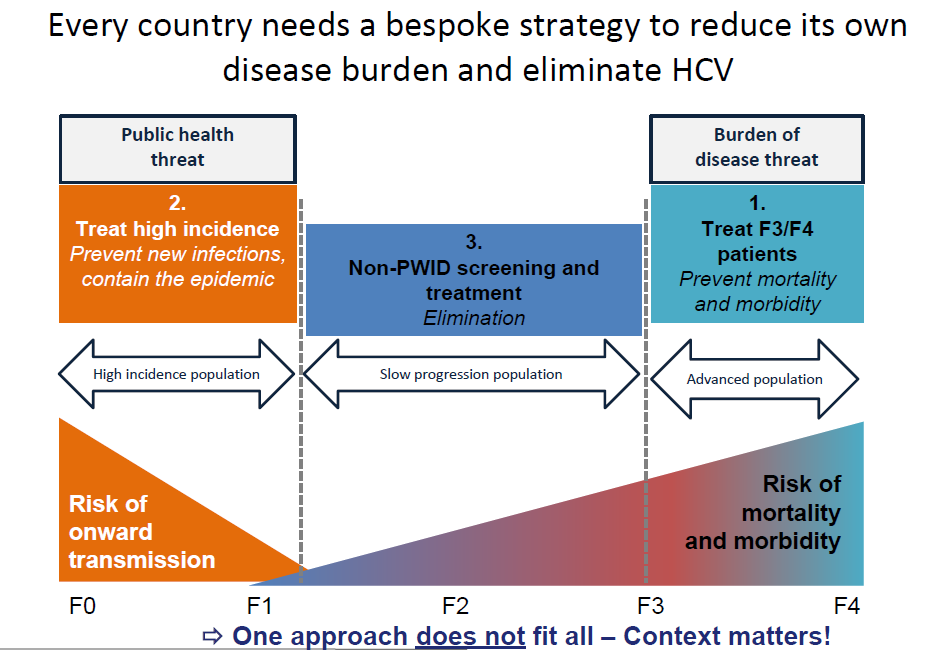 Every country needs a bespoke strategy to reduce its own
disease burden and eliminate HCV
Public health
threat
Burden of
disease threat
2.
Treat high incidence
Prevent new infections,
contain the epidemic
3.
Non-PWID screening and
treatment
Elimination
1.
Treat F3/F4
patients
Prevent mortality
and morbidity
High incidence population
Slow progression population
Advanced population
Risk of
onward
transmission
Risk of
mortality
and morbidity
F0 F1 F2 F3 F4
⇨ One approach does not fit all – Context matters!